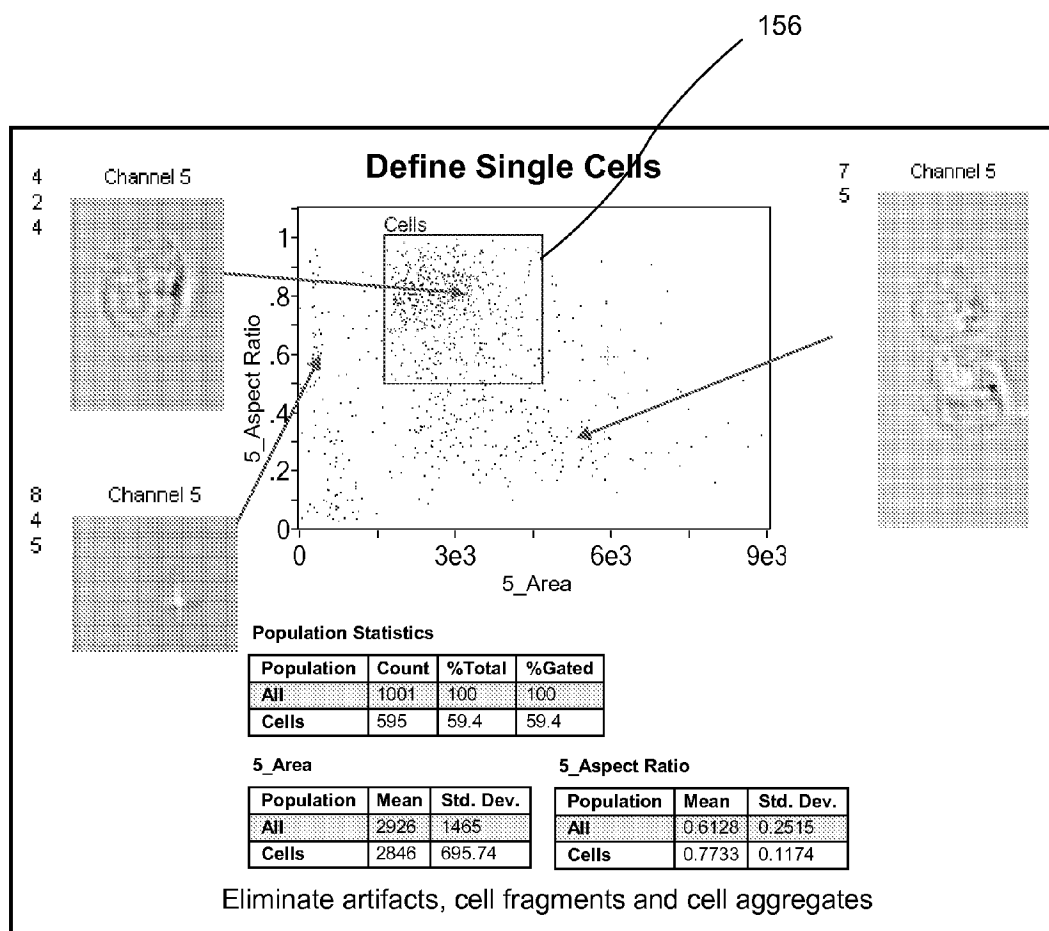 156
Define Single Cells
4
2
4
Channel 5
7
5
Channel 5
Cells
1
.8
.6
.4
.2
0
5_Aspect Ratio
0 3e3 6e3 9e3
5_Area
8
4
5
Channel 5
Population Statistics
Population Count %Total %Gated
All 1001 100 100
Cells 595 59.4 59.4
5_Area
Population Mean Std. Dev.
All 2926 1465
Cells 2846 695.74
5_Aspect Ratio
Population Mean Std. Dev.
All 0.6128 0.2515
Cells 0.7733 0.1174
Eliminate artifacts, cell fragments and cell aggregates